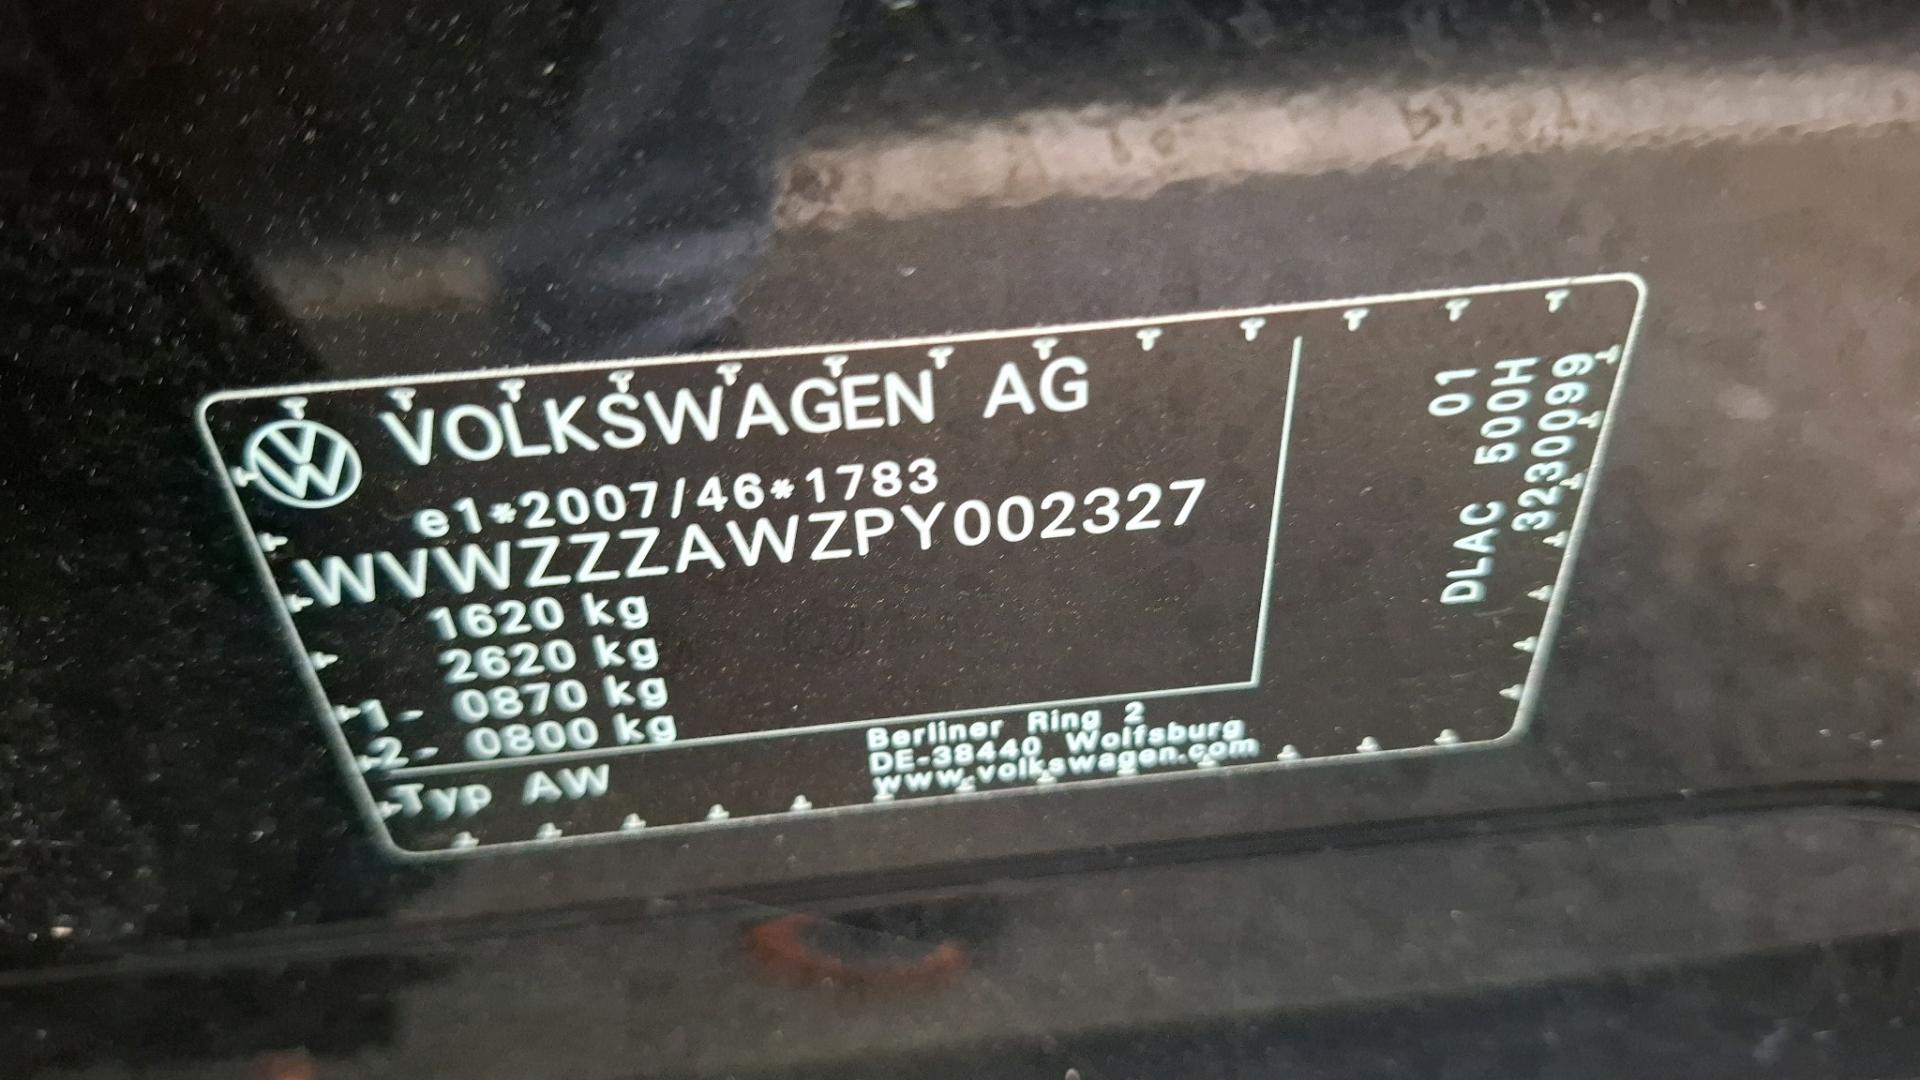 VOLKSWAGEN AG
e1*2007/46*1783
WVWZZZAWZPY002327
1620 kg
2620 kg
1- 0870 kg
2- 0800 kg
Typ AW
Berliner Ring 2
DE-38440 Wolfsburg
www.volkswagen.com
01
DLAC 500H
3230099